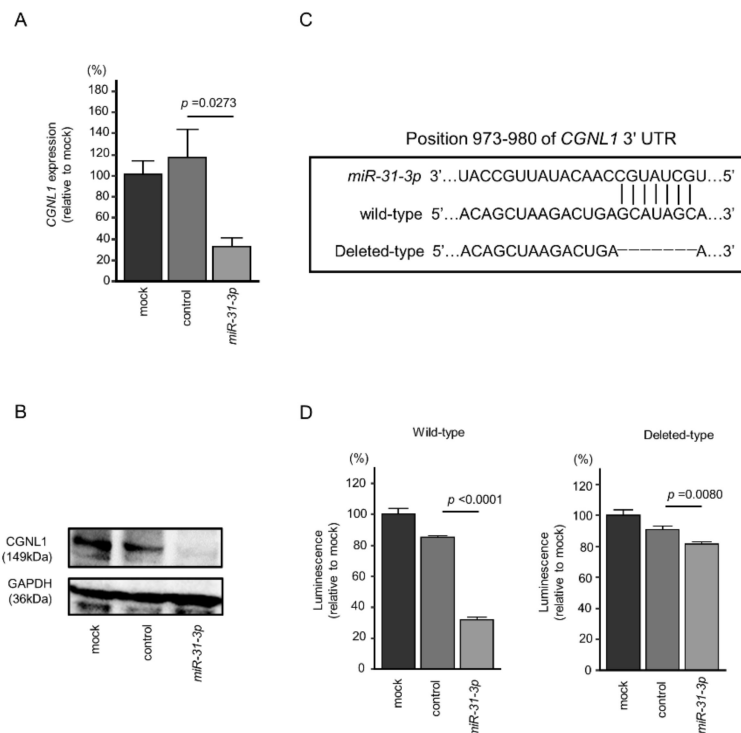 A
(%)
180
160
140
120
100
80
60
40
20
0
CGNL1 expression
(relative to mock)
p =0.0273
mock
control
miR-31-3p
B
CGNL1
(149kDa)
GAPDH
(36kDa)
mock
control
miR-31-3p
C
Position 973-980 of CGNL1 3' UTR
miR-31-3p 3'…UACCGUUAUACAACCGUAUCGU…5'
wild-type 5'…ACAGCUAAGACUGAGCAUAGCA…3'
Deleted-type 5'…ACAGCUAAGACUGA–––––––A…3'
D
Wild-type
(%)
120
100
80
60
40
20
0
Luminescence
(relative to mock)
p <0.0001
mock
control
miR-31-3p
Deleted-type
(%)
120
100
80
60
40
20
0
Luminescence
(relative to mock)
p =0.0080
mock
control
miR-31-3p